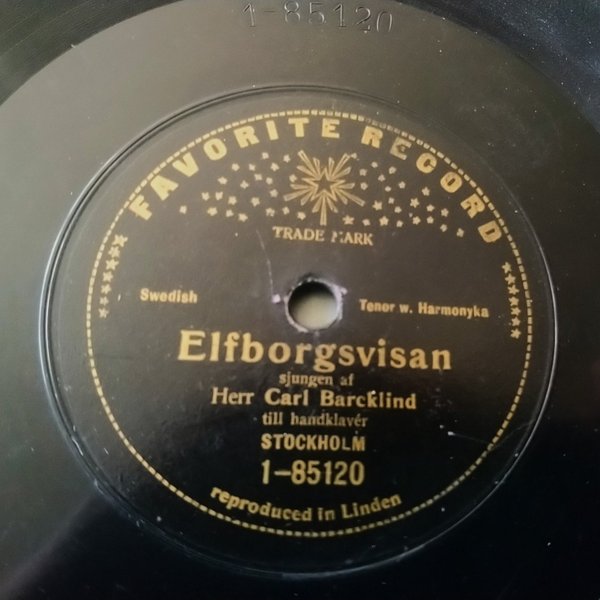 1-85120
FAVORITE RECORD
TRADE MARK
Swedish
Tenor w. Harmonyka
Elfborgsvisan
sjungen af
Herr Carl Barcklind
till handklavér
STOCKHOLM
1-85120
reproduced in Linden